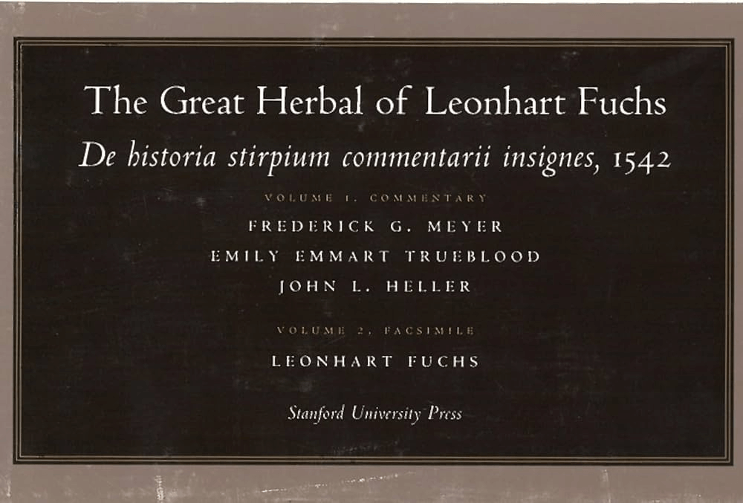 The Great Herbal of Leonhart Fuchs
De historia stirpium commentarii insignes, 1542
VOLUME 1, COMMENTARY
FREDERICK G. MEYER
EMILY EMMART TRUEBLOOD
JOHN L. HELLER
VOLUME 2, FACSIMILE
LEONHART FUCHS
Stanford University Press